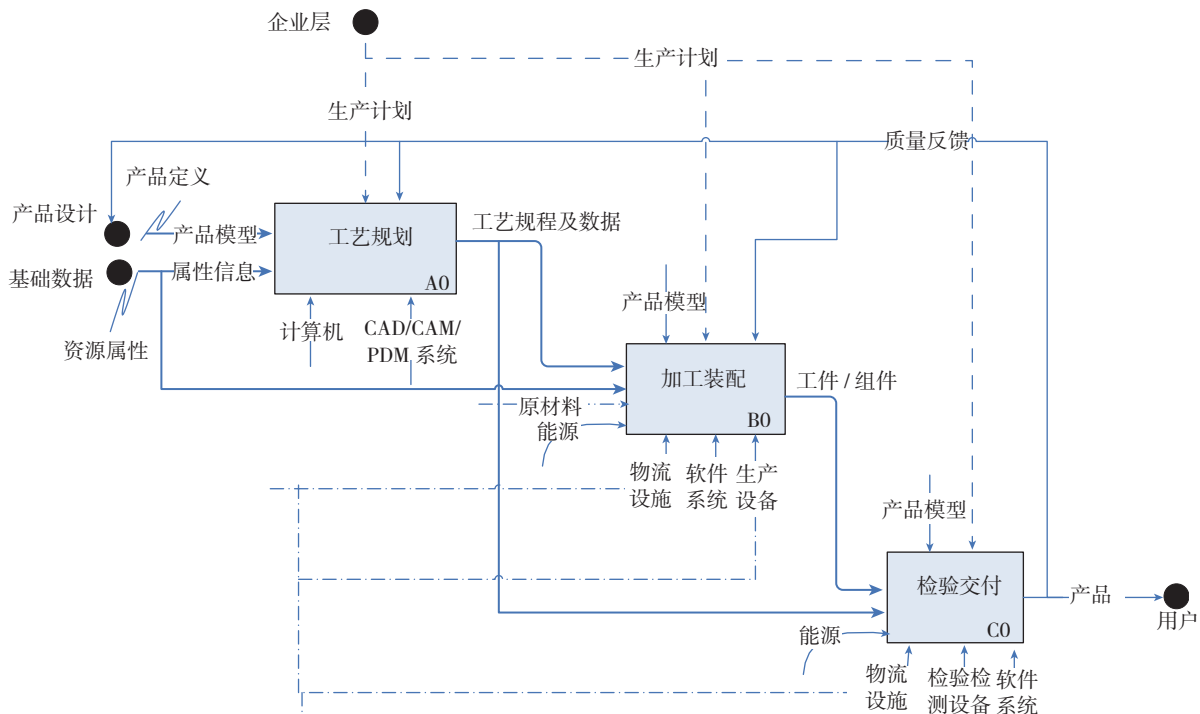 企业层
生产计划
生产计划
质量反馈
产品定义
产品设计
产品模型
工艺规划
工艺规程及数据
基础数据
属性信息
A0
产品模型
计算机
CAD/CAM/
PDM 系统
资源属性
加工装配
工件 / 组件
原材料
B0
能源
物流
设施
软件
系统
生产
设备
产品模型
检验交付
产品
用户
能源
C0
物流
设施
检验检
测设备
软件
系统